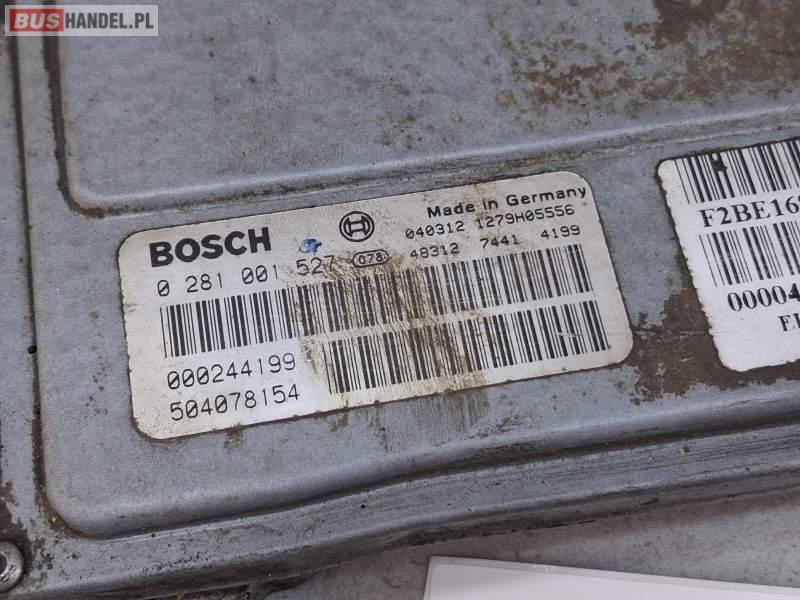 BUSHANDEL.PL
BOSCH
Made in Germany
040312 1279H05556
0 281 001 527 078 48312 7441 4199
000244199
504078154
F2BE16
0000